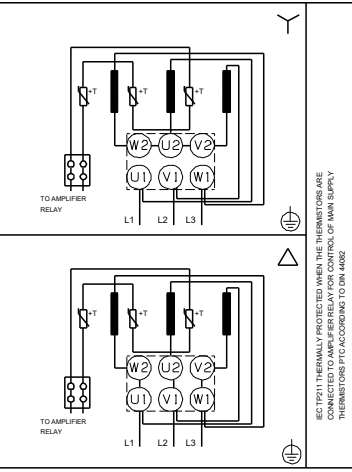 +T
+T
+T
W2 U2 V2
U1 V1 W1
TO AMPLIFIER
RELAY
L1 L2 L3
+T
+T
+T
W2 U2 V2
U1 V1 W1
TO AMPLIFIER
RELAY
L1 L2 L3
IEC TP211 THERMALLY PROTECTED WHEN THE THERMISTORS ARE
CONNECTED TO AMPLIFIER RELAY FOR CONTROL OF MAIN SUPPLY
THERMISTORS PTC ACCORDING TO DIN 44082